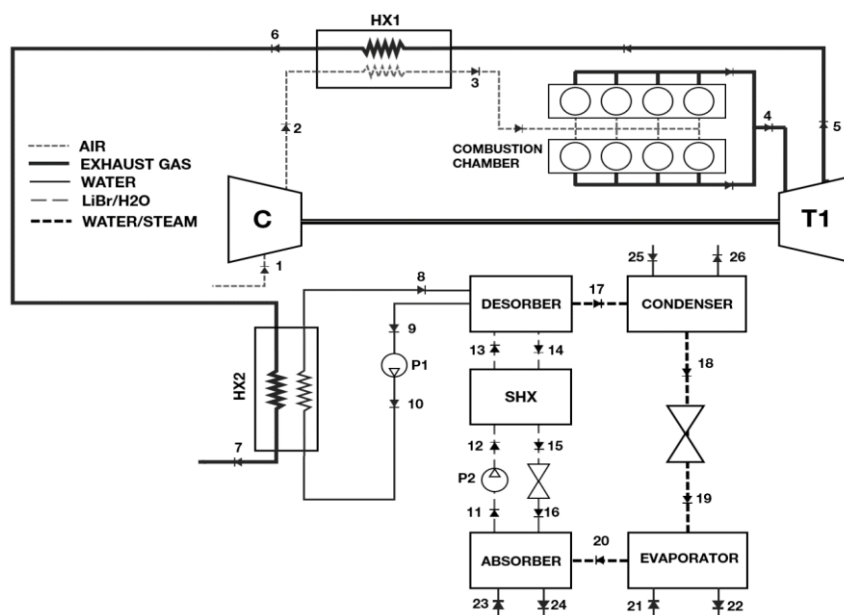 HX1
6
2
3
4
5
COMBUSTION
CHAMBER
AIR
EXHAUST GAS
WATER
LiBr/H2O
WATER/STEAM
C
T1
1
25
26
8
DESORBER
17
CONDENSER
9
P1
13
14
18
HX2
10
SHX
12
15
7
P2
19
11
16
20
ABSORBER
EVAPORATOR
23
24
21
22